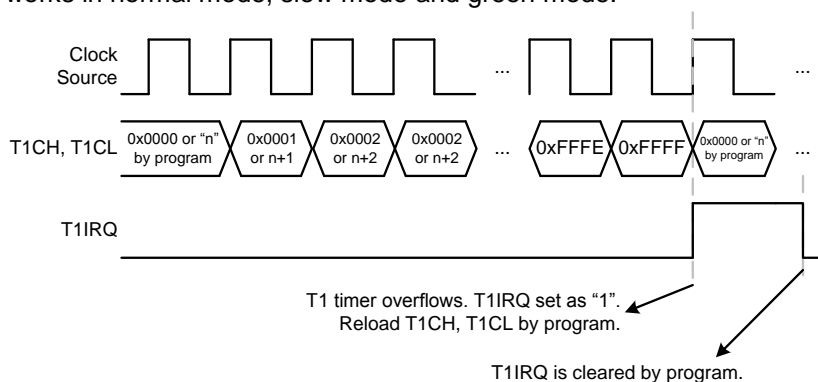 works in normal mode, slow mode and green mode.
Clock
Source
...
...
T1CH, T1CL
0x0000 or "n"
by program
0x0001
or n+1
0x0002
or n+2
0x0002
or n+2
...
0xFFFE
0xFFFF
0x0000 or "n"
by program
...
T1IRQ
T1 timer overflows. T1IRQ set as "1".
Reload T1CH, T1CL by program.
T1IRQ is cleared by program.